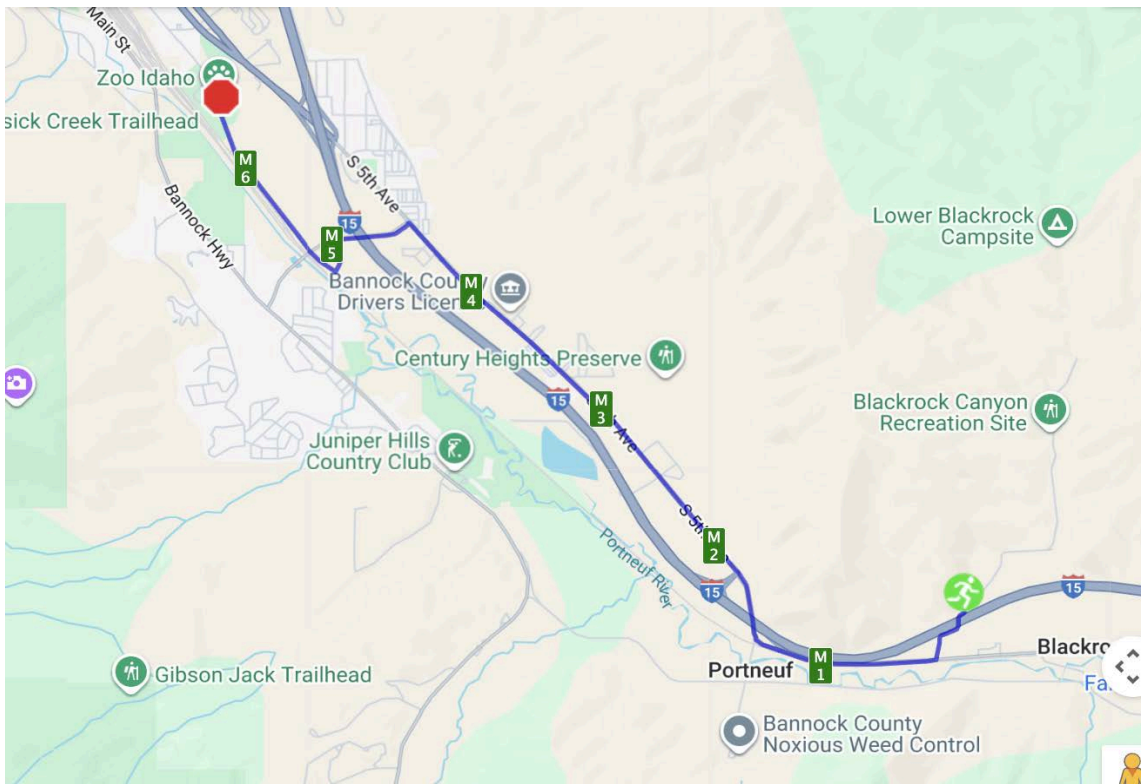 Main St
Zoo Idaho
sick Creek Trailhead
M
6
S 5th Ave
Bannock Hwy
15
M
5
Lower Blackrock
Campsite
Bannock County
Drivers Licen
M
4
Century Heights Preserve
15
M
3
Ave
Blackrock Canyon
Recreation Site
Juniper Hills
Country Club
S 5th
M
2
Portneuf River
15
15
Portneuf
M
1
Blackro
Fa
Gibson Jack Trailhead
Bannock County
Noxious Weed Control